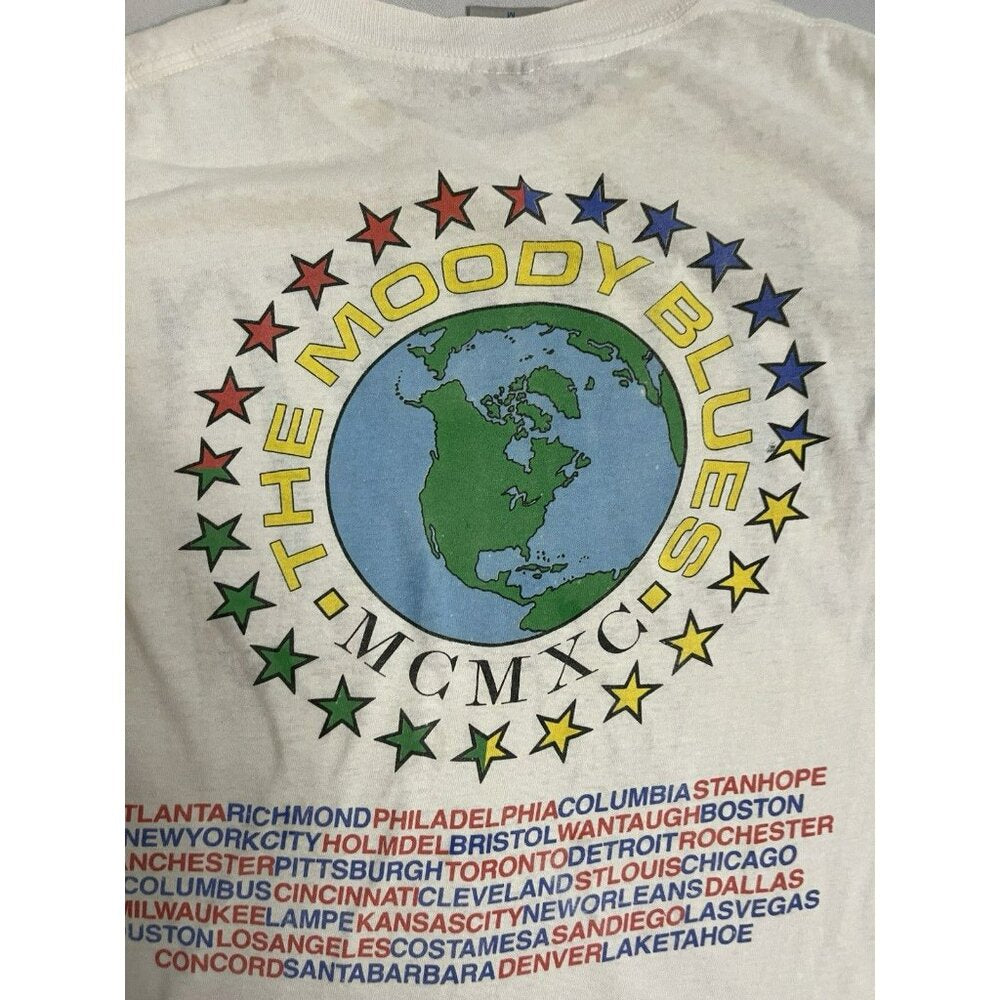 THE MOODY BLUES
MCMXC
TLANTARICHMONDPHILADELPHIACOLUMBIASTANHOPE
NEWYORKCITYHOLMDELBRISTOLWANTAUGHBOSTON
NCHESTERPITTSBURGHTORONTODETROITROCHESTER
COLUMBUSCINCINNATICLEVELANDSTLOUISCHICAGO
MILWAUKEELAMPEKANSASCITYNEWORLEANSDALLAS
USTONLOSANGELESCOSTAMESASANDIEGOLASVEGAS
CONCORDSANTABARBARADENVERLAKETAHOE